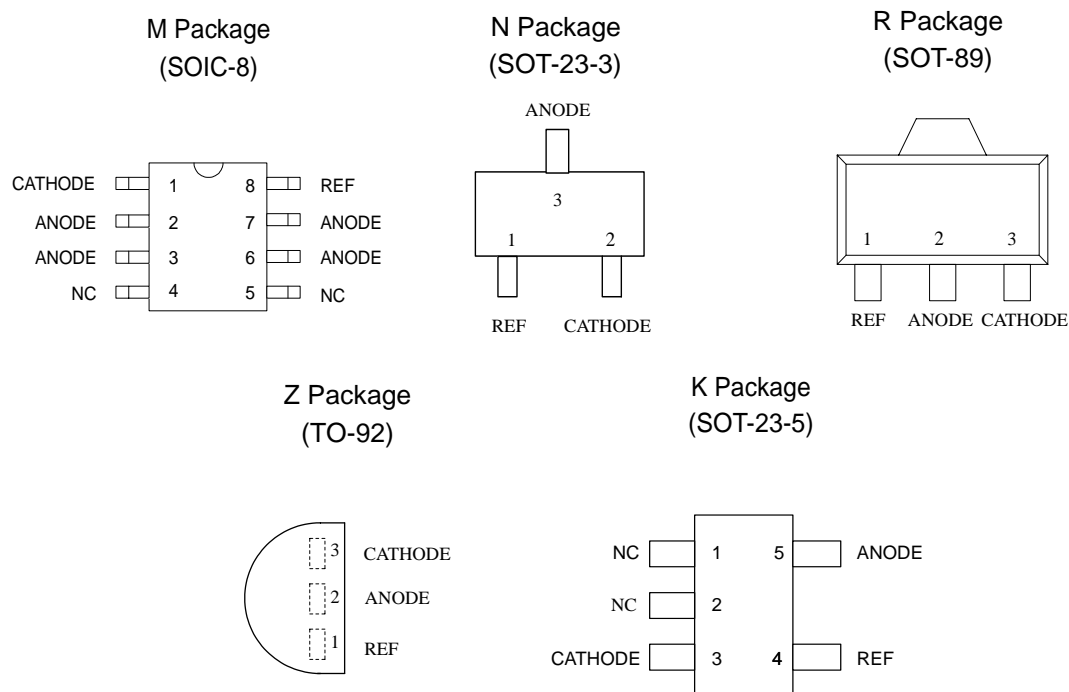 M Package
(SOIC-8)
N Package
(SOT-23-3)
R Package
(SOT-89)
CATHODE 1 8 REF
ANODE 2 7 ANODE
ANODE 3 6 ANODE
NC 4 5 NC
ANODE
3
1 2
REF CATHODE
1 2 3
REF ANODE CATHODE
Z Package
(TO-92)
K Package
(SOT-23-5)
3 CATHODE
2 ANODE
1 REF
NC 1 5 ANODE
NC 2
CATHODE 3 4 REF